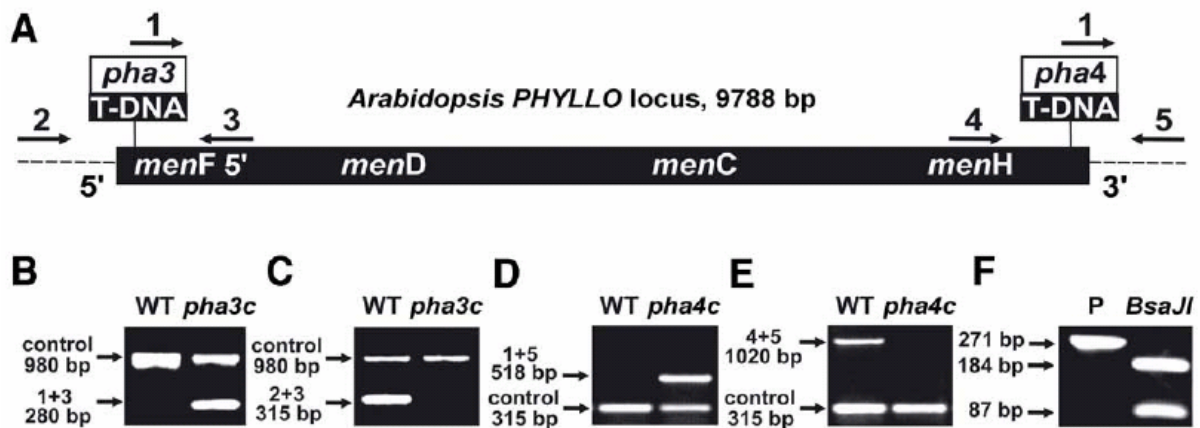 A
1
1
pha3
pha4
T-DNA
T-DNA
Arabidopsis PHYLLO locus, 9788 bp
2
3
4
5
menF 5'
menD
menC
menH
5'
3'
B
WT pha3c
control
980 bp
1+3
280 bp
C
WT pha3c
control
980 bp
2+3
315 bp
D
WT pha4c
1+5
518 bp
control
315 bp
E
WT pha4c
4+5
1020 bp
control
315 bp
F
P BsaJI
271 bp
184 bp
87 bp